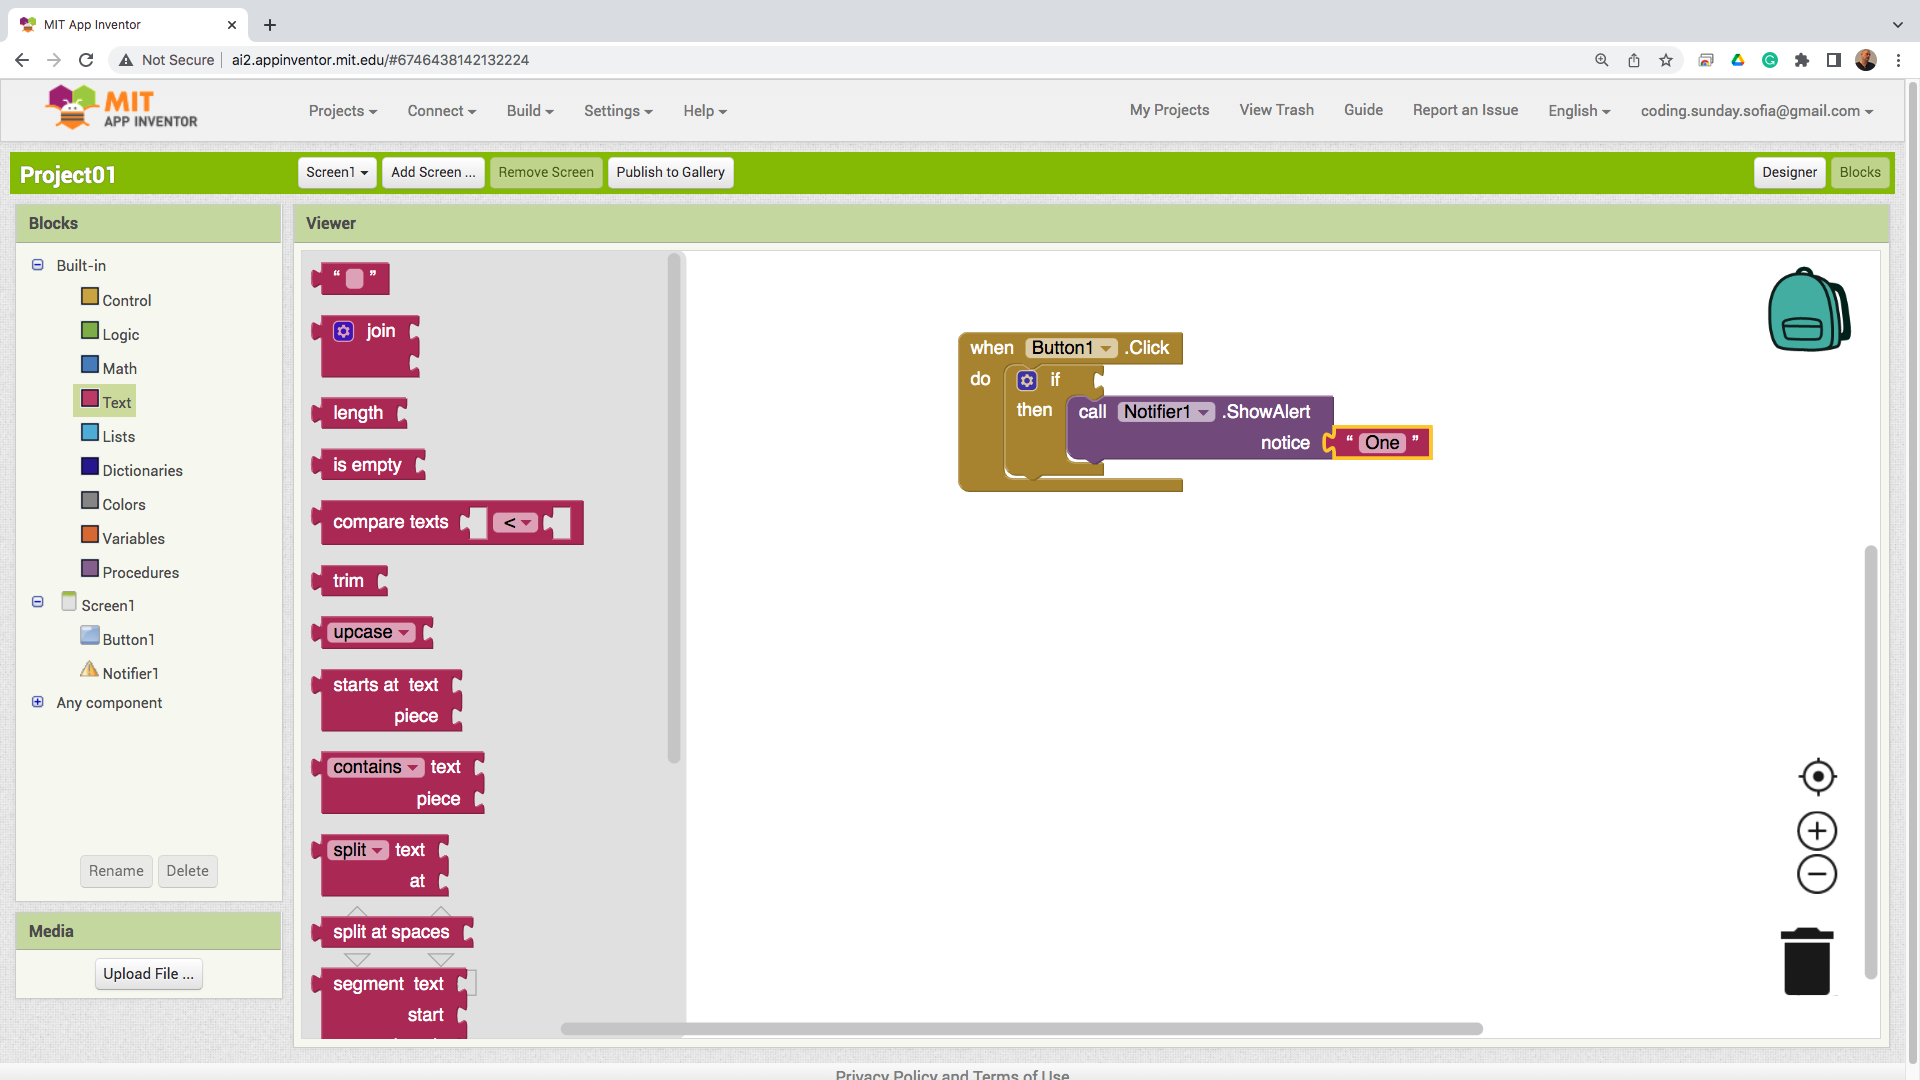 MIT App Inventor
Not Secure
ai2.appinventor.mit.edu/#6746438142132224
MIT
APP INVENTOR
Projects
Connect
Build
Settings
Help
My Projects
View Trash
Guide
Report an Issue
English
coding.sunday.sofia@gmail.com
Project01
Screen1
Add Screen ...
Remove Screen
Publish to Gallery
Designer
Blocks
Blocks
Built-in
Control
Logic
Math
Text
Lists
Dictionaries
Colors
Variables
Procedures
Screen1
Button1
Notifier1
Any component
Rename
Delete
Media
Upload File ...
Viewer
“ ”
join
length
is empty
compare texts <
trim
upcase
starts at text
piece
contains text
piece
split text
at
split at spaces
segment text
start
when Button1 .Click
do if
then call Notifier1 .ShowAlert
notice “ One ”
Privacy Policy and Terms of Use